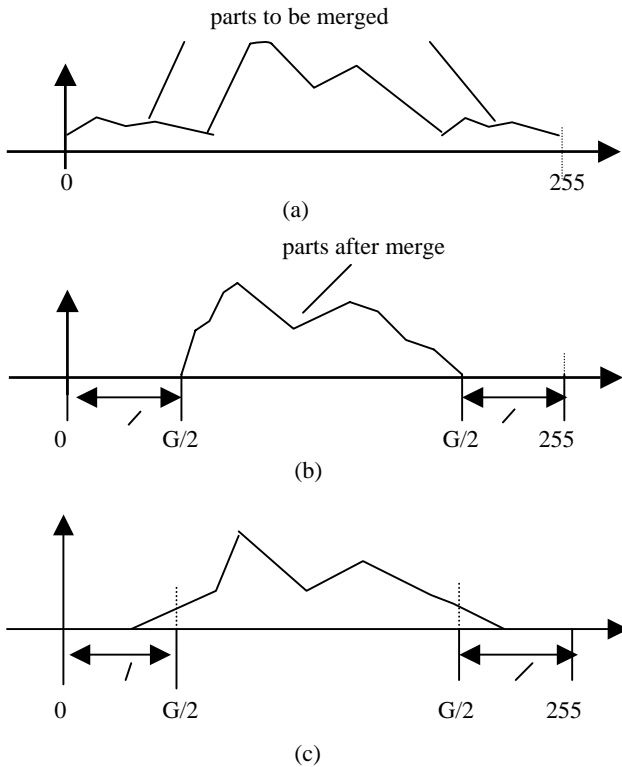 parts to be merged
0 255
(a)
parts after merge
0 G/2 G/2 255
(b)
0 G/2 G/2 255
(c)